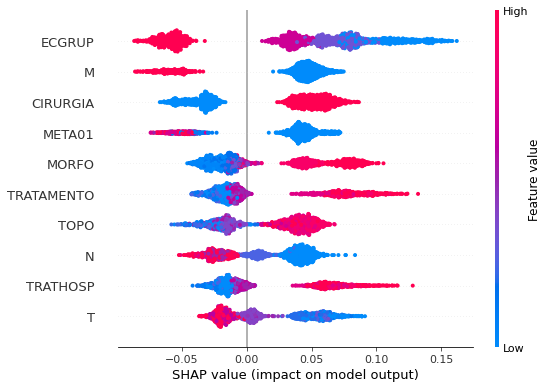 High
ECGRUP
M
CIRURGIA
META01
MORFO
TRATAMENTO
TOPO
N
TRATHOSP
T
Feature value
Low
−0.05 0.00 0.05 0.10 0.15
SHAP value (impact on model output)